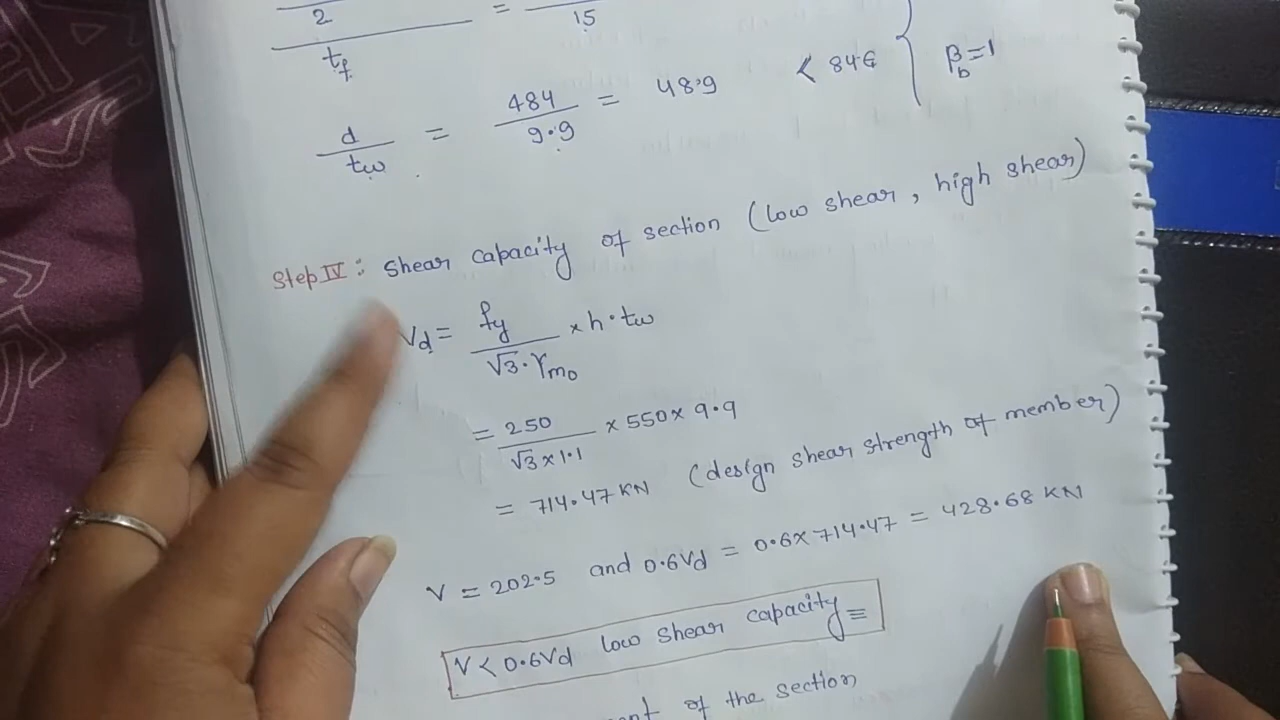 2 = 15
tf
d/tw = 484/9.9 = 48.9 < 84ϵ { βb=1
Step IV : Shear capacity of section (low shear, high shear)
Vd = fy/√3.γm0 × h.tw
= 250/√3×1.1 × 550 × 9.9
= 714.47 KN (design shear strength of member)
V = 202.5 and 0.6Vd = 0.6×714.47 = 428.68 KN
V < 0.6Vd low shear capacity =
of the section